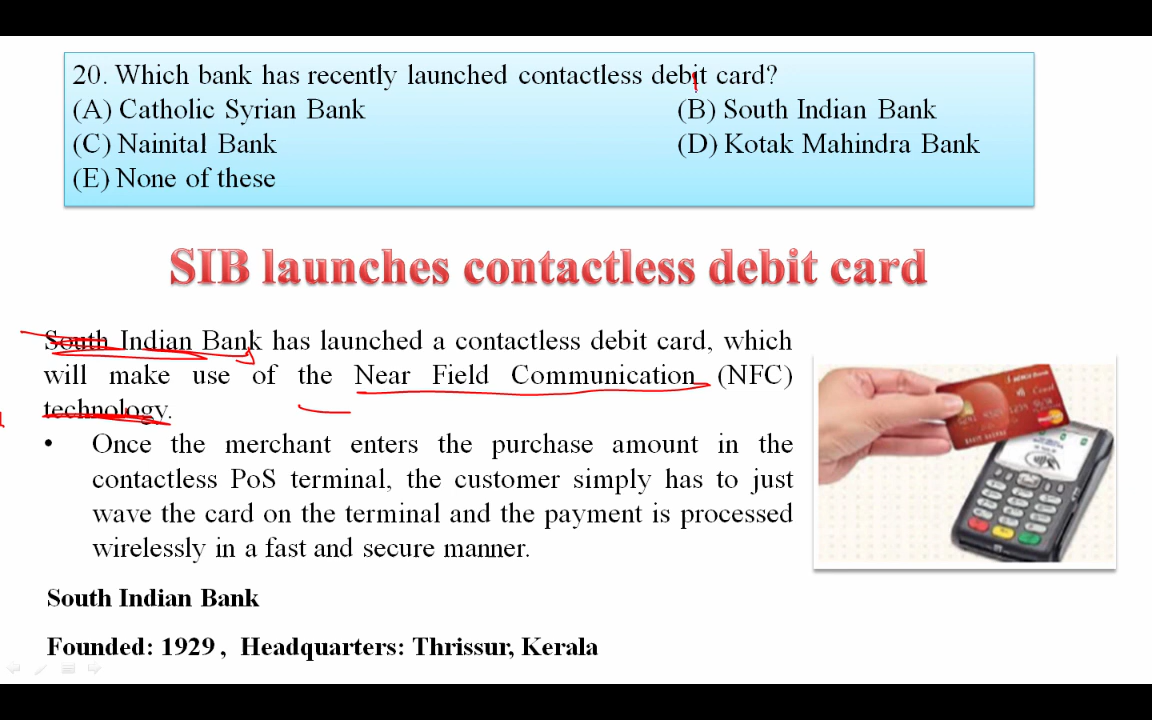 20. Which bank has recently launched contactless debit card?
(A) Catholic Syrian Bank (B) South Indian Bank
(C) Nainital Bank (D) Kotak Mahindra Bank
(E) None of these
SIB launches contactless debit card
South Indian Bank has launched a contactless debit card, which
will make use of the Near Field Communication (NFC)
technology.
• Once the merchant enters the purchase amount in the
contactless PoS terminal, the customer simply has to just
wave the card on the terminal and the payment is processed
wirelessly in a fast and secure manner.
South Indian Bank
Founded: 1929 , Headquarters: Thrissur, Kerala